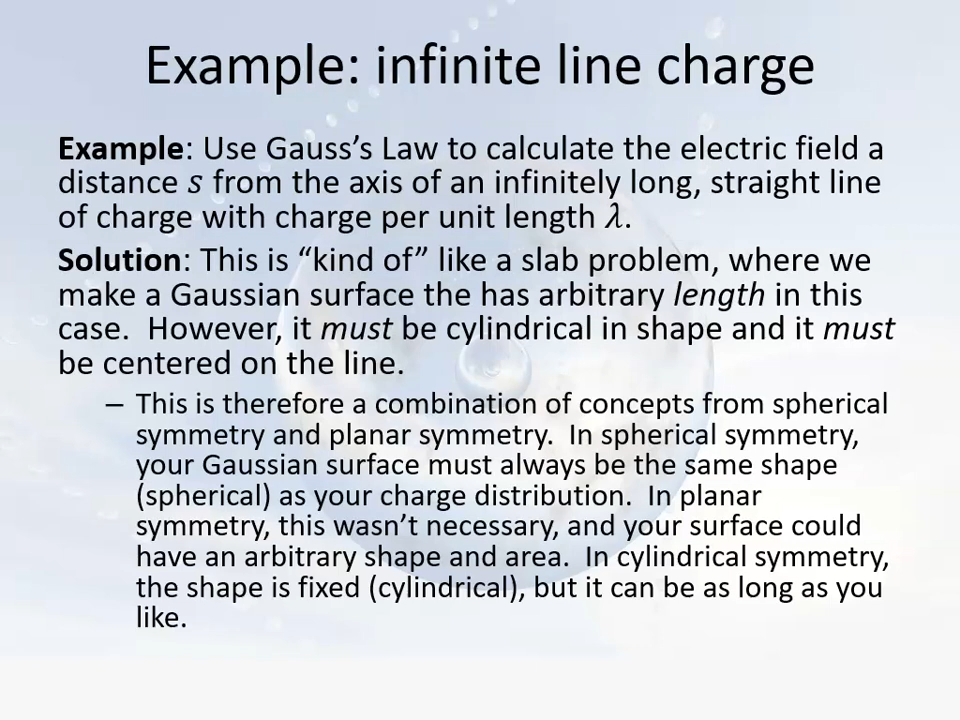 Example: infinite line charge
Example: Use Gauss’s Law to calculate the electric field a
distance s from the axis of an infinitely long, straight line
of charge with charge per unit length λ.
Solution: This is “kind of” like a slab problem, where we
make a Gaussian surface the has arbitrary length in this
case.  However, it must be cylindrical in shape and it must
be centered on the line.
– This is therefore a combination of concepts from spherical
symmetry and planar symmetry.  In spherical symmetry,
your Gaussian surface must always be the same shape
(spherical) as your charge distribution.  In planar
symmetry, this wasn’t necessary, and your surface could
have an arbitrary shape and area.  In cylindrical symmetry,
the shape is fixed (cylindrical), but it can be as long as you
like.